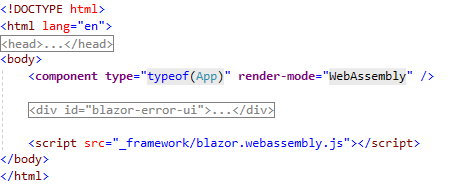 <!DOCTYPE html>
<html lang="en">
<head>...</head>
<body>
    <component type="typeof(App)" render-mode="WebAssembly" />
    <div id="blazor-error-ui">...</div>
    <script src="_framework/blazor.webassembly.js"></script>
</body>
</html>